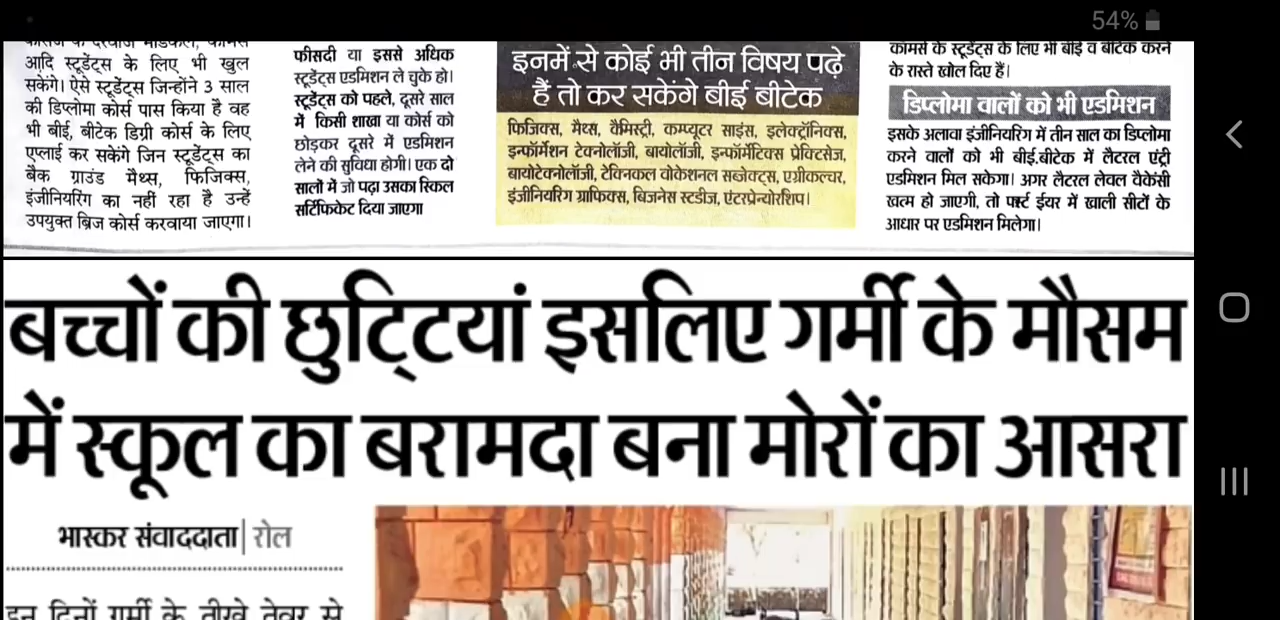 54%
आदि स्टूडेंट्स के लिए भी खुल
सकेंगे। ऐसे स्टूडेंट्स जिन्होंने 3 साल
की डिप्लोमा कोर्स पास किया है वह
भी बीई, बीटेक डिग्री कोर्स के लिए
एप्लाई कर सकेंगे जिन स्टूडेंट्स का
बैक ग्राउंड मैथ्स, फिजिक्स,
इंजीनियरिंग का नहीं रहा है उन्हें
उपयुक्त ब्रिज कोर्स करवाया जाएगा।
फीसदी या इससे अधिक
स्टूडेंट्स एडमिशन ले चुके हो।
स्टूडेंट्स को पहले, दूसरे साल
में किसी शाखा या कोर्स को
छोड़कर दूसरे में एडमिशन
लेने की सुविधा होगी। एक दो
सालों में जो पढ़ा उसका स्किल
सर्टिफिकेट दिया जाएगा
इनमें से कोई भी तीन विषय पढ़े
हैं तो कर सकेंगे बीई बीटेक
फिजिक्स, मैथ्स, कैमिस्ट्री, कम्प्यूटर साइंस, इलेक्ट्रॉनिक्स,
इन्फॉर्मेशन टेक्नोलॉजी, बायोलॉजी, इन्फॉर्मेटिक्स प्रेक्टिसेज,
बायोटेक्नोलॉजी, टेक्निकल वोकेशनल सब्जेक्ट्स, एग्रीकल्चर,
इंजीनियरिंग ग्राफिक्स, बिजनेस स्टडीज, एंटरप्रेन्योरशिप।
कॉमर्स के स्टूडेंट्स के लिए भी बीई व बीटेक करने
के रास्ते खोल दिए हैं।
डिप्लोमा वालों को भी एडमिशन
इसके अलावा इंजीनियरिंग में तीन साल का डिप्लोमा
करने वालों को भी बीई.बीटेक में लैटरल एंट्री
एडमिशन मिल सकेगा। अगर लैटरल लेवल वैकेंसी
खत्म हो जाएगी, तो फर्स्ट ईयर में खाली सीटों के
आधार पर एडमिशन मिलेगा।
बच्चों की छुट्टियां इसलिए गर्मी के मौसम
में स्कूल का बरामदा बना मोरों का आसरा
भास्कर संवाददाता | रोल
इन दिनों गर्मी के तीखे तेवर से